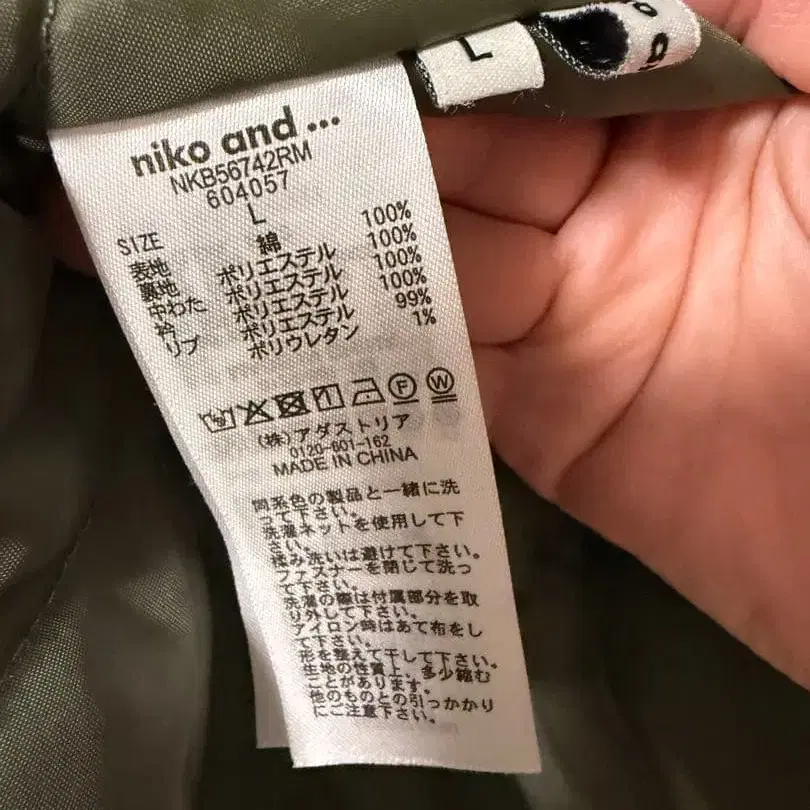 L
niko and ...
NKB56742RM
604057
SIZE L
表地 綿 100%
裏地 ポリエステル 100%
中わた ポリエステル 100%
衿 ポリエステル 100%
リブ ポリエステル 99%
ポリウレタン 1%
F W
(株)アダストリア
0120-601-162
MADE IN CHINA
同系色の製品と一緒に洗
って下さい。
洗濯ネットを使用して下
さい。
揉み洗いは避けて下さい。
ファスナーを閉じて洗っ
て下さい。
洗濯の際は付属部分を取
り外して下さい。
アイロン時はあて布をし
て下さい。
形を整えて干して下さい。
生地の性質上、多少縮む
ことがあります。
他のものとの引っかかり
にご注意下さい。